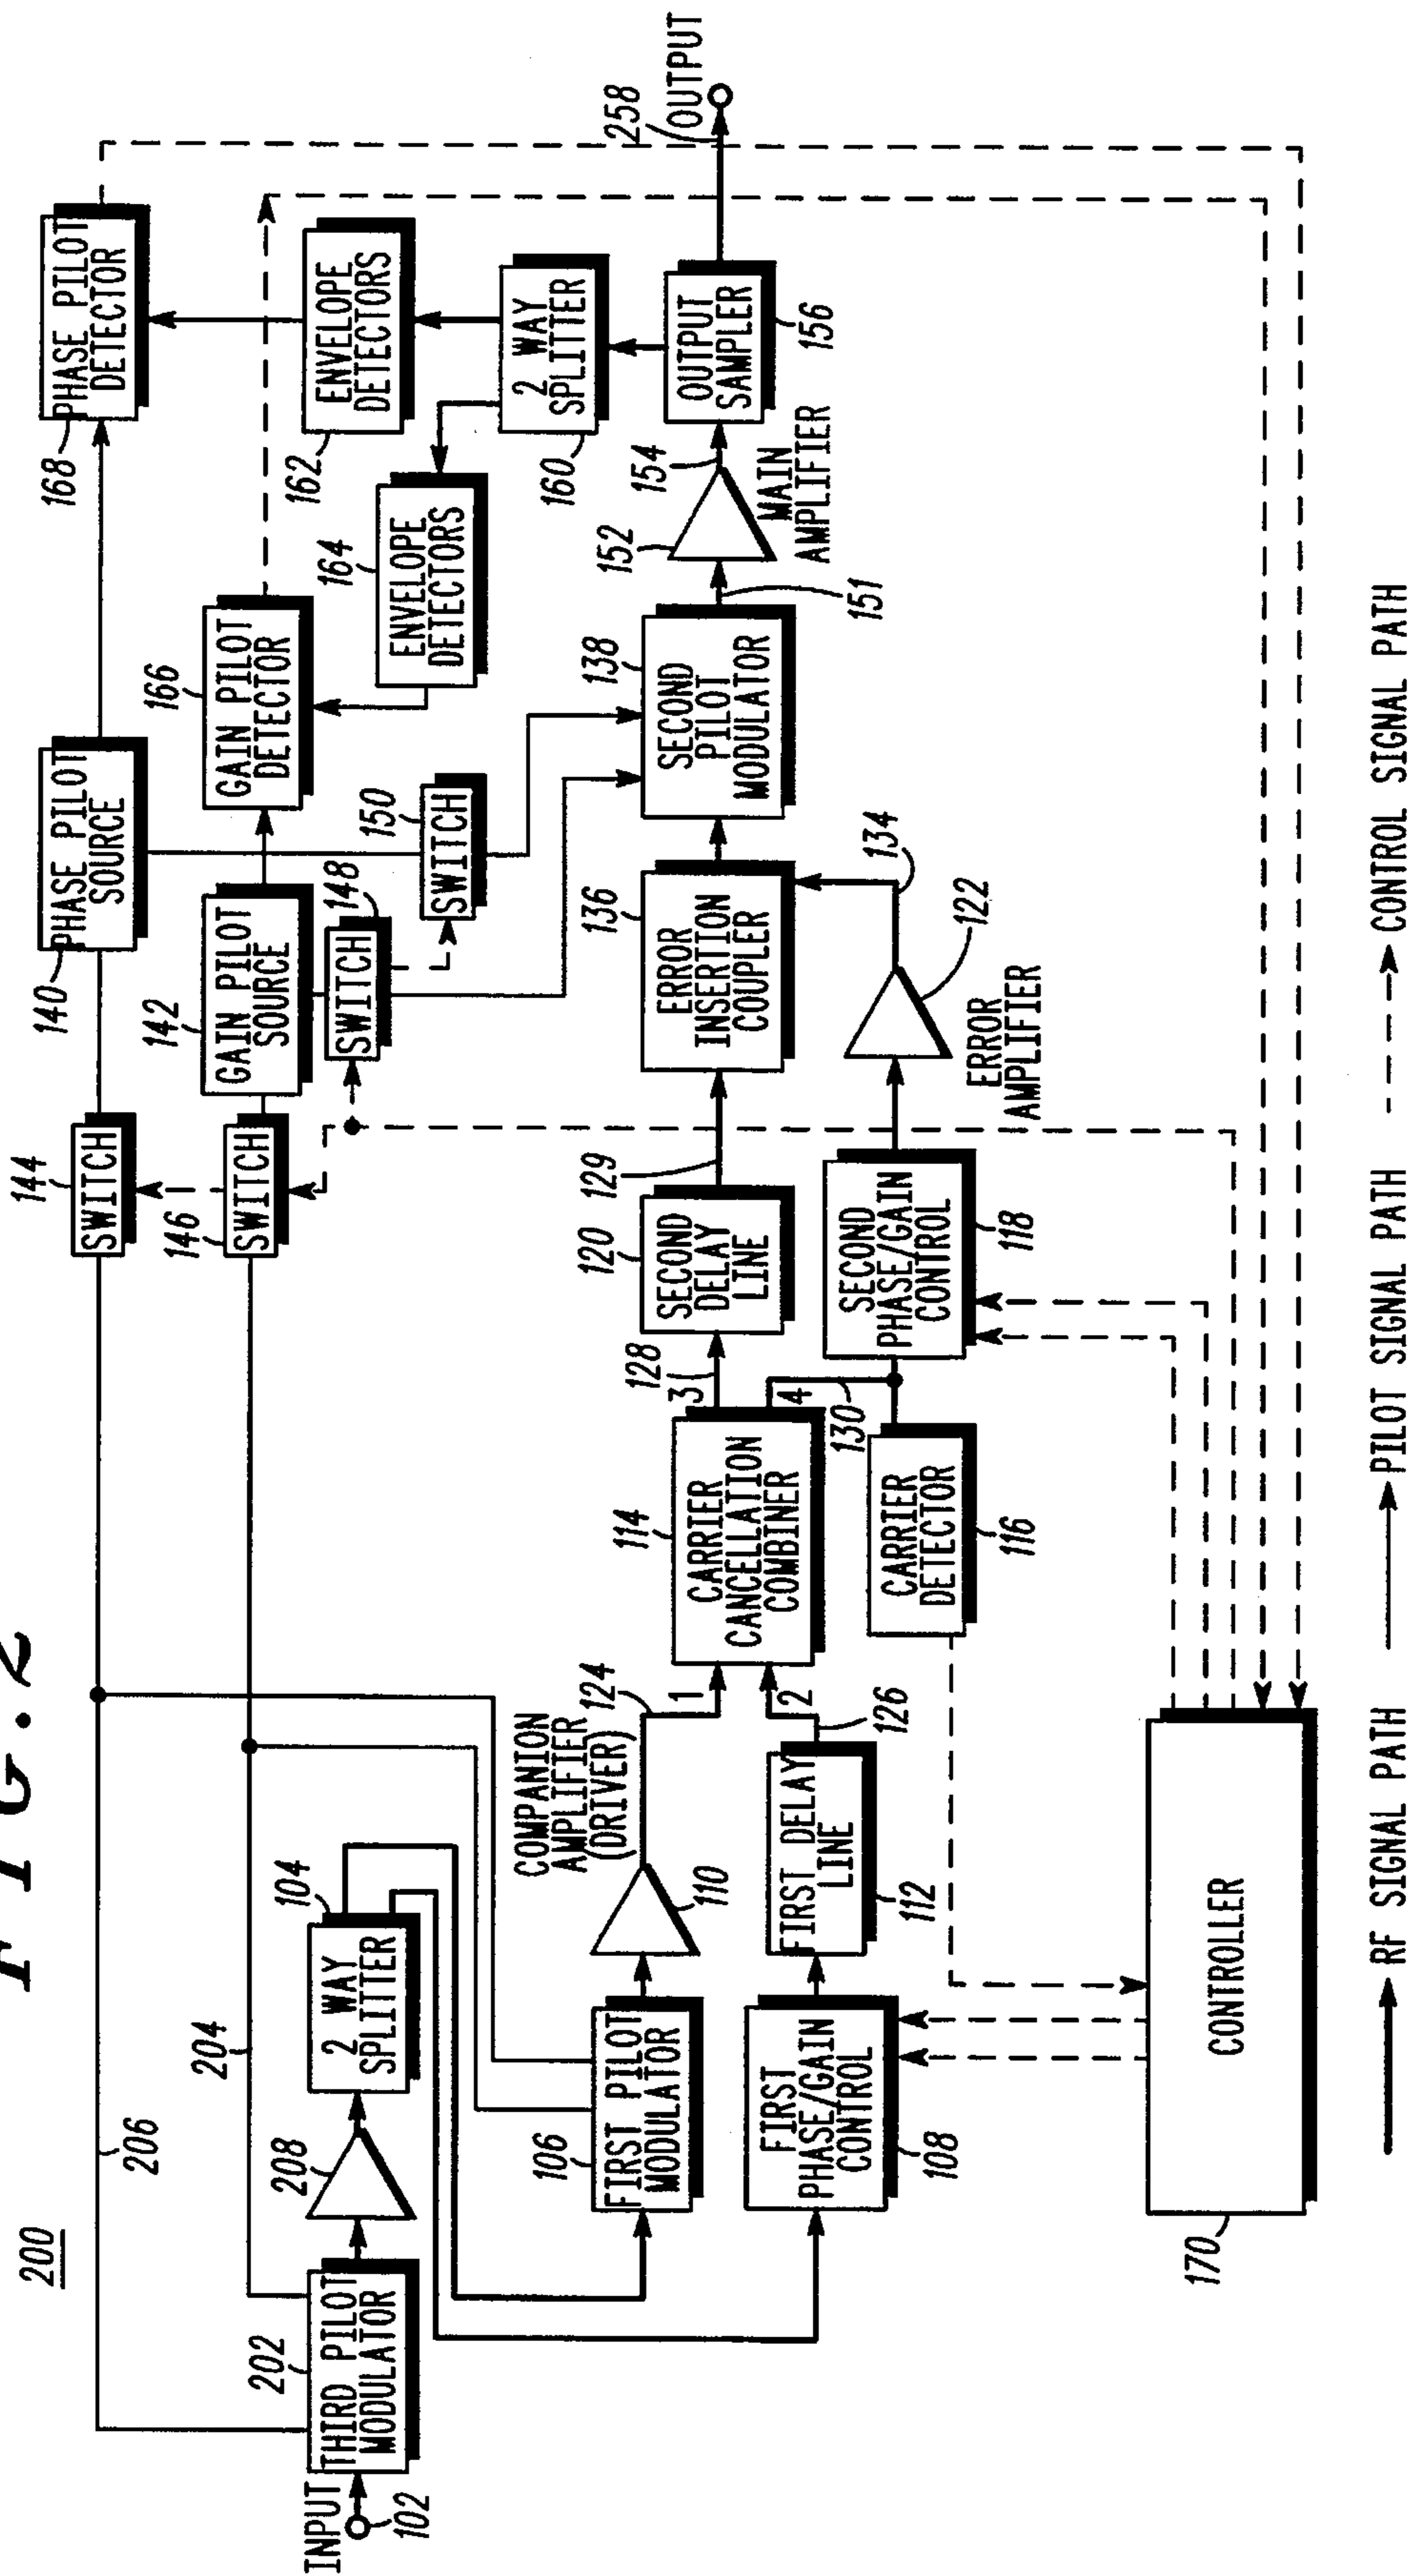 FIG. 2
200
206
204
INPUT
102
THIRD PILOT
MODULATOR
202
208
2 WAY
SPLITTER
104
FIRST PILOT
MODULATOR
106
FIRST
PHASE/GAIN
CONTROL
108
COMPANION
AMPLIFIER
(DRIVER)
110
124
FIRST DELAY
LINE
112
126
1
2
CARRIER
CANCELLATION
COMBINER
114
3
4
128
130
CARRIER
DETECTOR
116
SECOND
DELAY
LINE
120
129
SECOND
PHASE/GAIN
CONTROL
118
ERROR
AMPLIFIER
122
134
ERROR
INSERTION
COUPLER
136
SECOND
PILOT
MODULATOR
138
151
152
MAIN
AMPLIFIER
154
OUTPUT
SAMPLER
156
258
OUTPUT
SWITCH
144
SWITCH
146
PHASE PILOT
SOURCE
140
GAIN PILOT
SOURCE
142
SWITCH
148
SWITCH
150
GAIN PILOT
DETECTOR
166
PHASE PILOT
DETECTOR
168
ENVELOPE
DETECTORS
162
ENVELOPE
DETECTORS
164
2 WAY
SPLITTER
160
CONTROLLER
170
RF SIGNAL PATH
PILOT SIGNAL PATH
CONTROL SIGNAL PATH